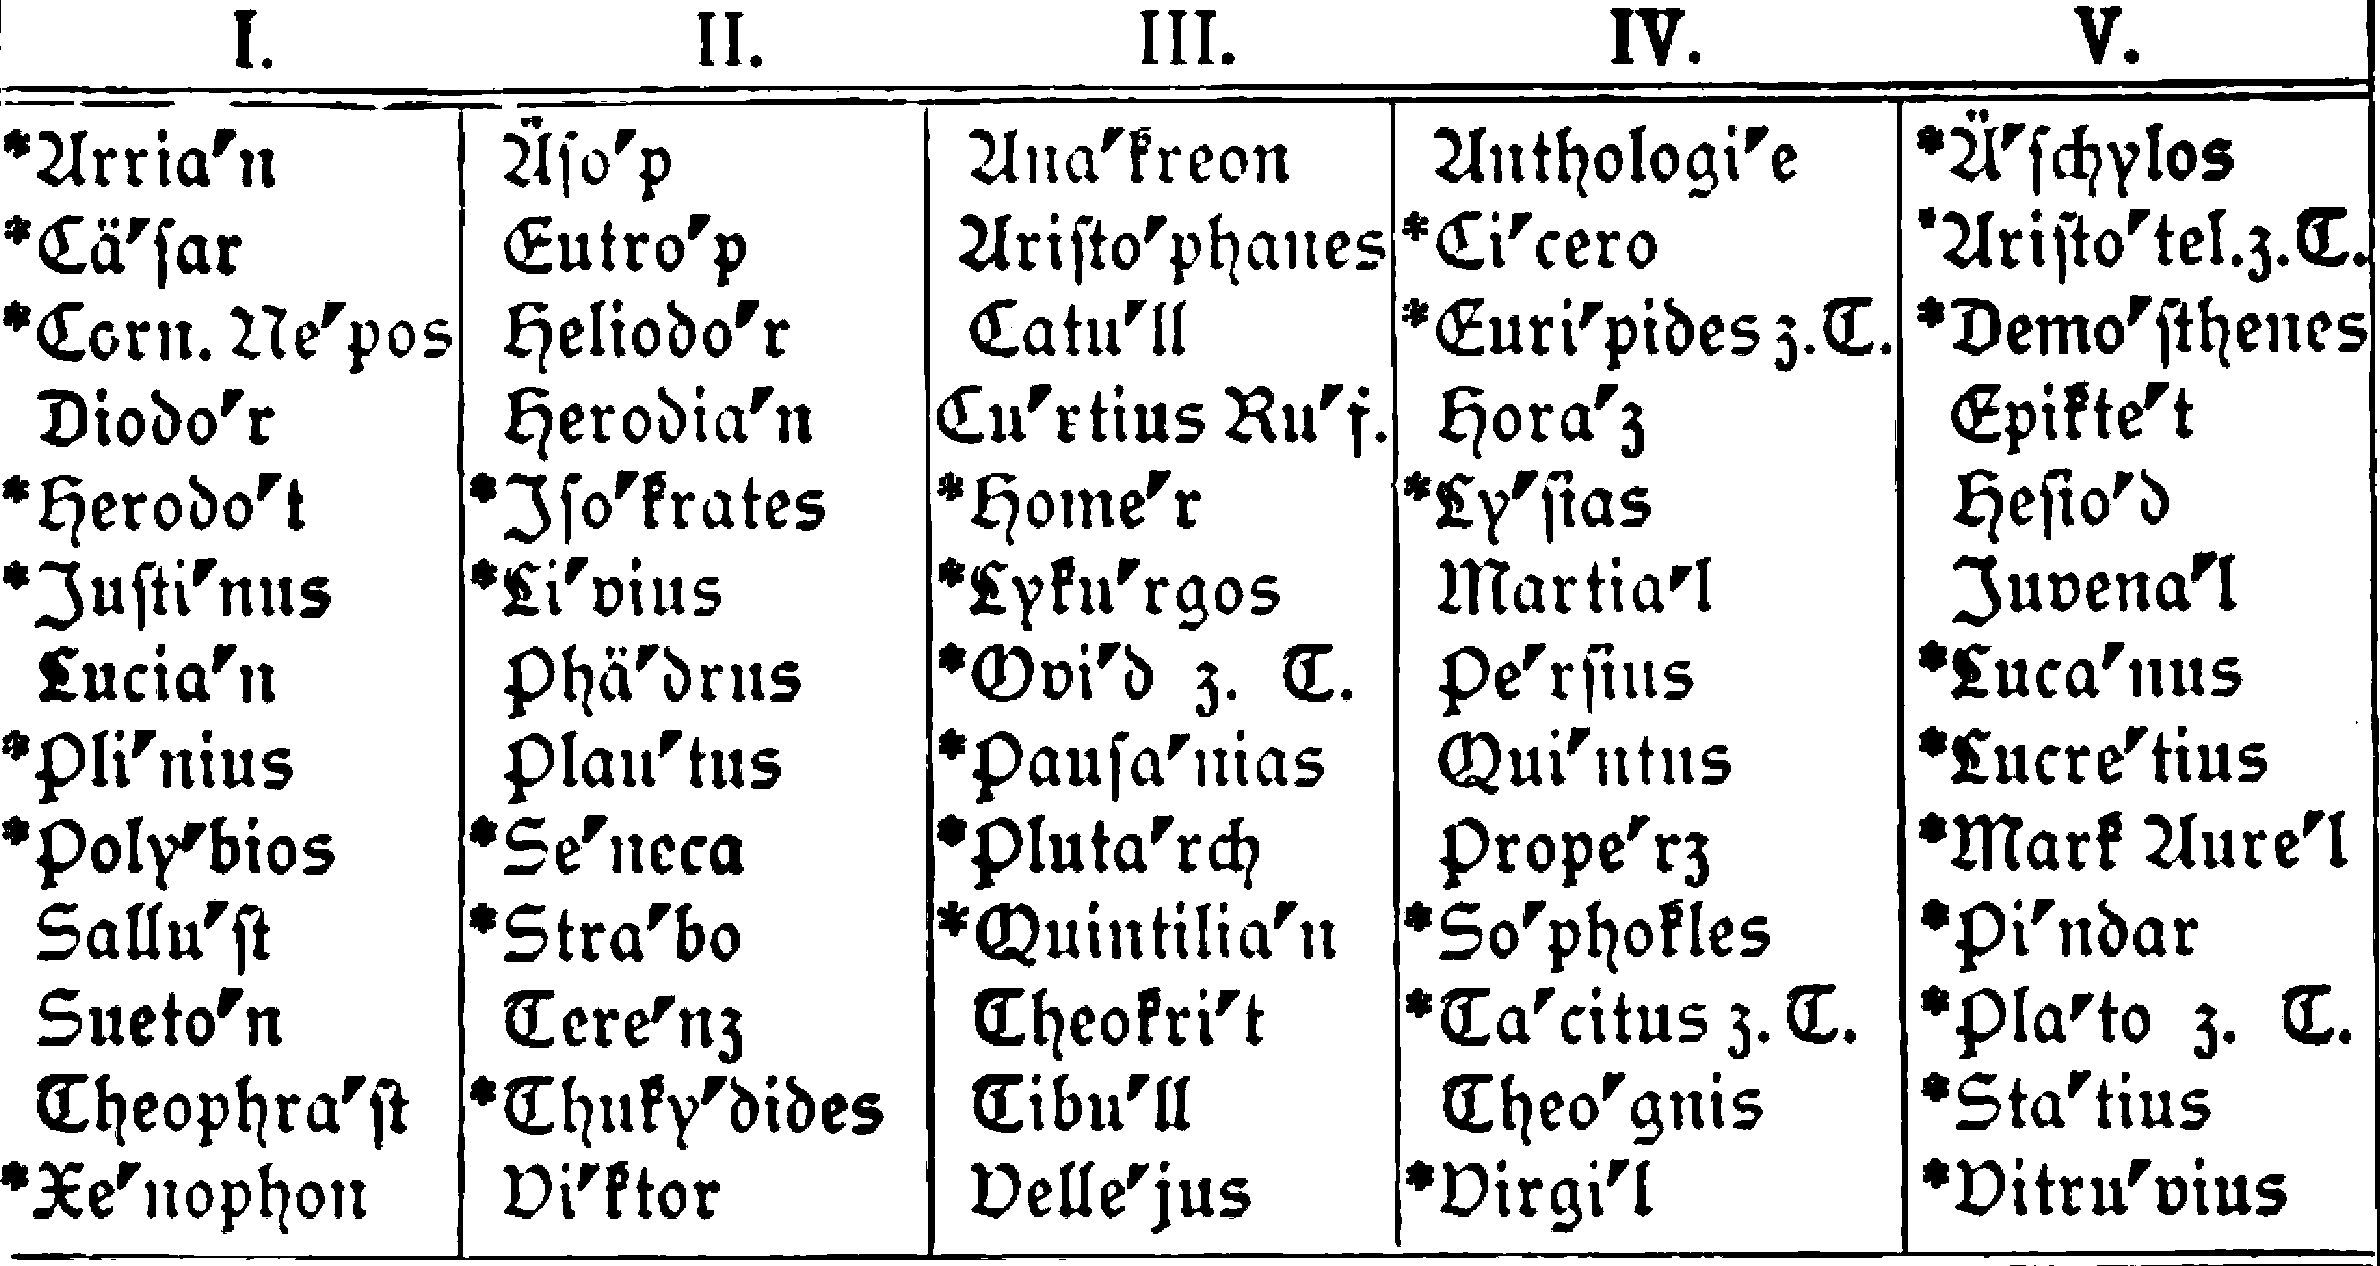 I. II. III. IV. V.
*Arria′n Äſo′p Ana′kreon Anthologi′e *Ä′ſchylos
*Cä′ſar Eutro′p Ariſto′phanes *Ci′cero *Ariſto′tel.z.T.
*Corn. Ne′pos Heliodo′r Catu′ll *Euri′pides z.T. *Demo′ſthenes
Diodo′r Herodia′n Cu′rtius Ru′f. Hora′z Epikte′t
*Herodo′t *Iſo′krates *Home′r *Ly′ſias Heſio′d
*Juſti′nus *Li′vius *Lyku′rgos Martia′l Juvena′l
Lucia′n Phä′drus *Ovi′d z. T. Pe′rſius *Luca′nus
*Pli′nius Plau′tus *Pauſa′nias Qui′ntus *Lucre′tius
*Poly′bios *Se′neca *Pluta′rch Prope′rz *Mark Aure′l
Sallu′ſt *Stra′bo *Quintilia′n *So′phokles *Pi′ndar
Sueto′n Tere′nz Theokri′t *Ta′citus z. T. *Pla′to z. T.
Theophra′ſt *Thuky′dides Tibu′ll Theo′gnis *Sta′tius
*Xe′nophon Vi′ktor Velle′jus *Virgi′l *Vitru′vius